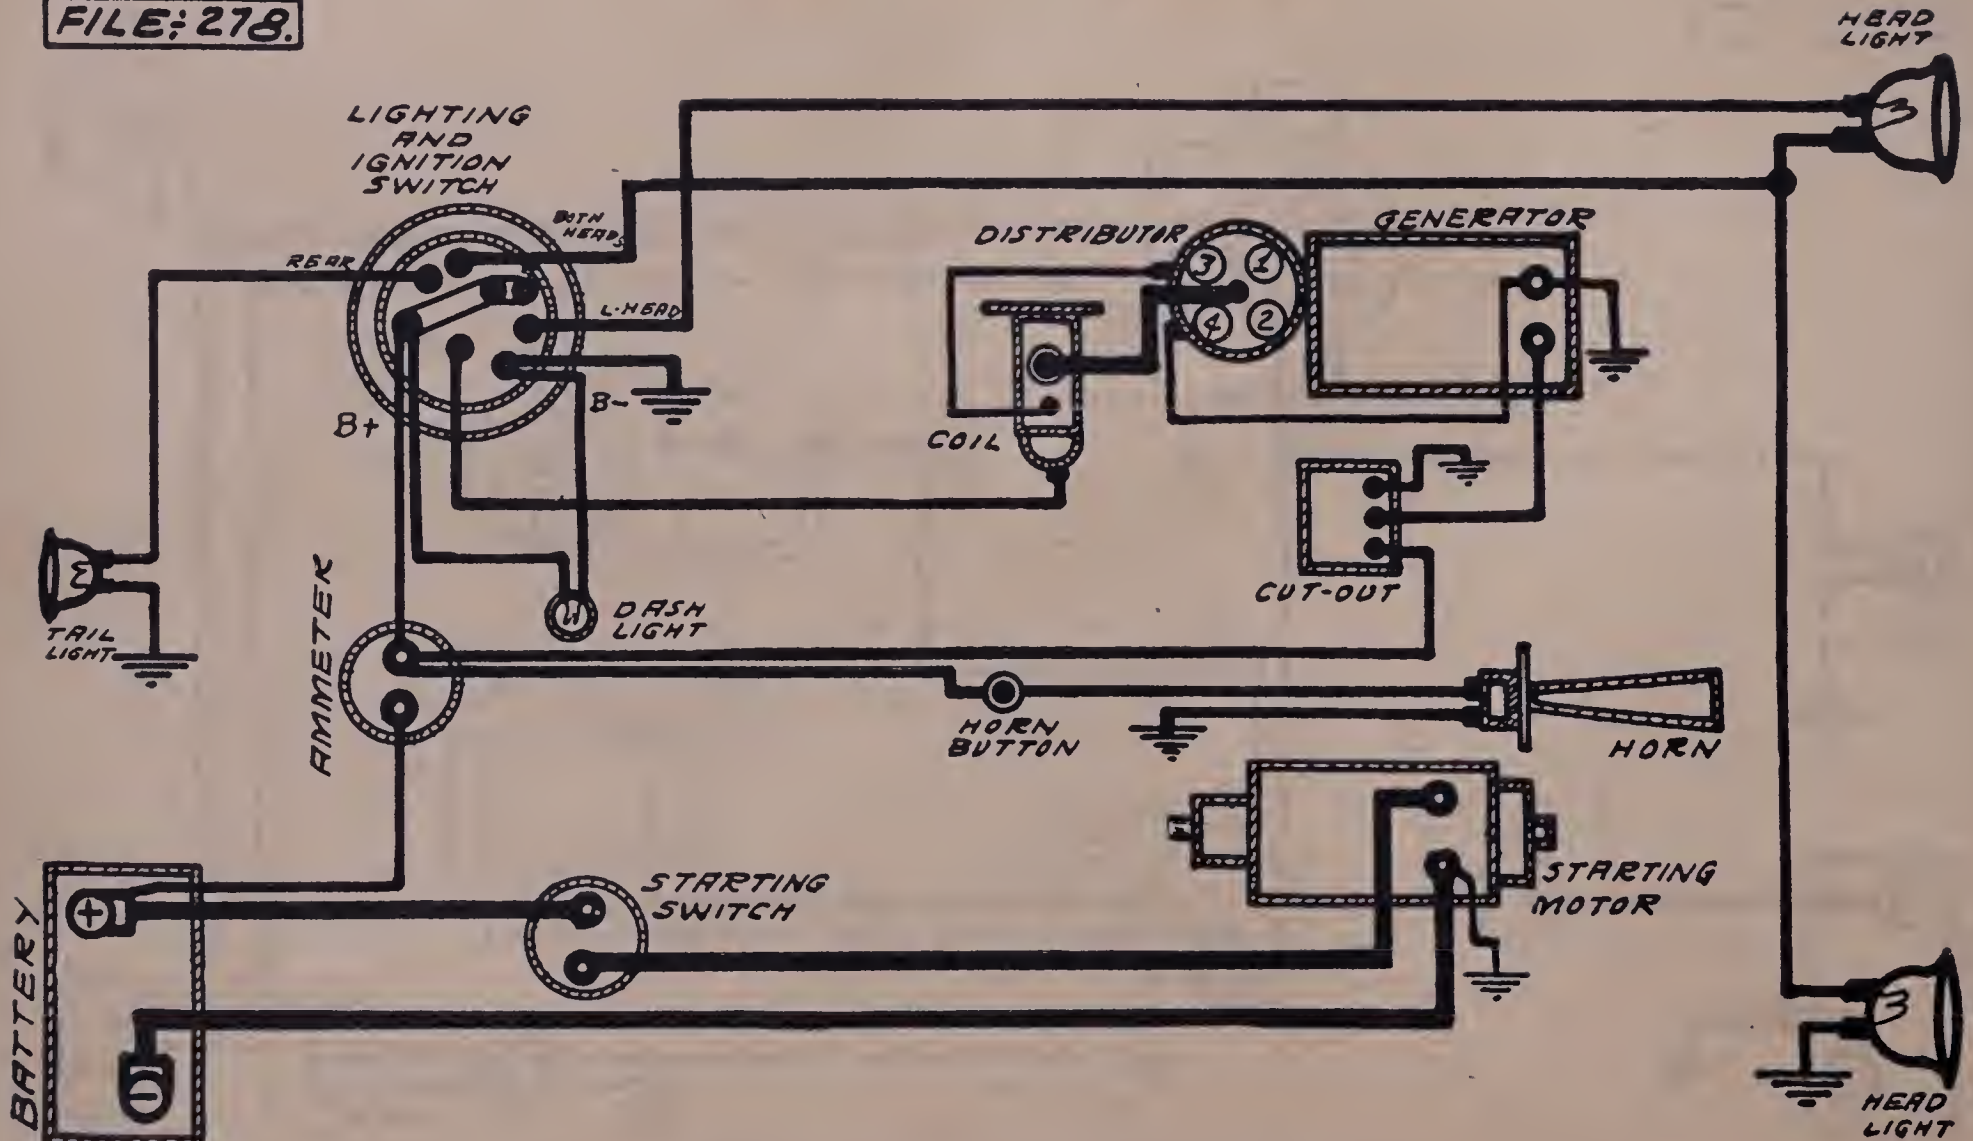 FILE: 278.
HEAD
LIGHT
LIGHTING
AND
IGNITION
SWITCH
BOTH
HEADS
REAR
L-HEAD
B+
B-
DISTRIBUTOR
3
1
4
2
GENERATOR
COIL
CUT-OUT
TAIL
LIGHT
DASH
LIGHT
AMMETER
HORN
BUTTON
HORN
STARTING
MOTOR
STARTING
SWITCH
BATTERY
+
-
HEAD
LIGHT